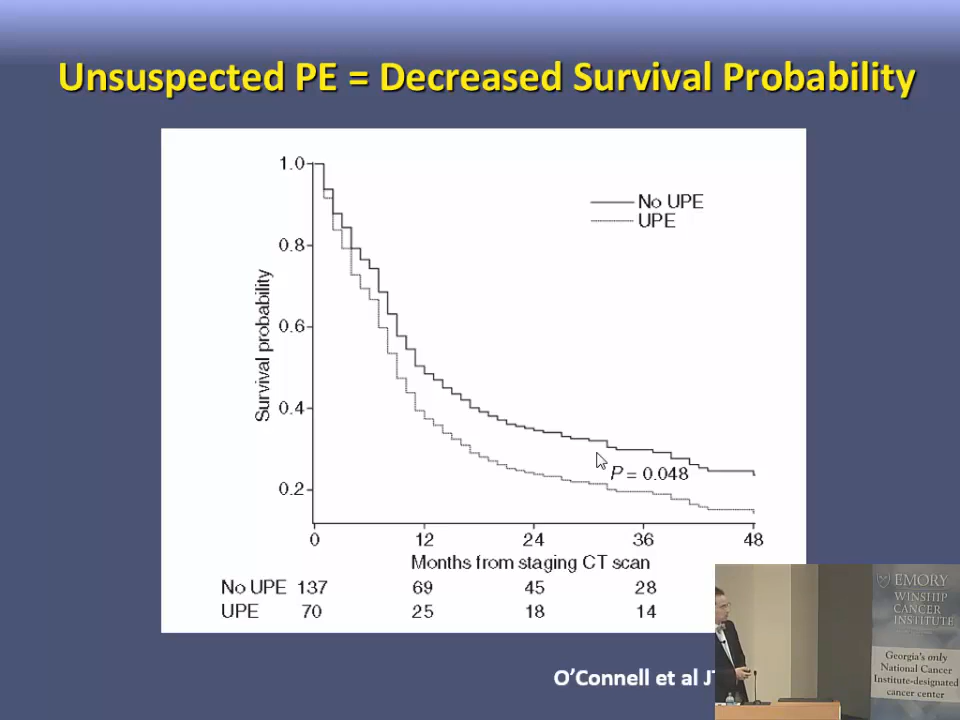 Unsuspected PE = Decreased Survival Probability
1.0
0.8
0.6
0.4
0.2
Survival probability
No UPE
UPE
P = 0.048
0 12 24 36 48
Months from staging CT scan
No UPE 137 69 45 28
UPE 70 25 18 14
O'Connell et al
EMORY
WINSHIP
CANCER
INSTITUTE
Georgia's only
National Cancer
Institute-designated
cancer center